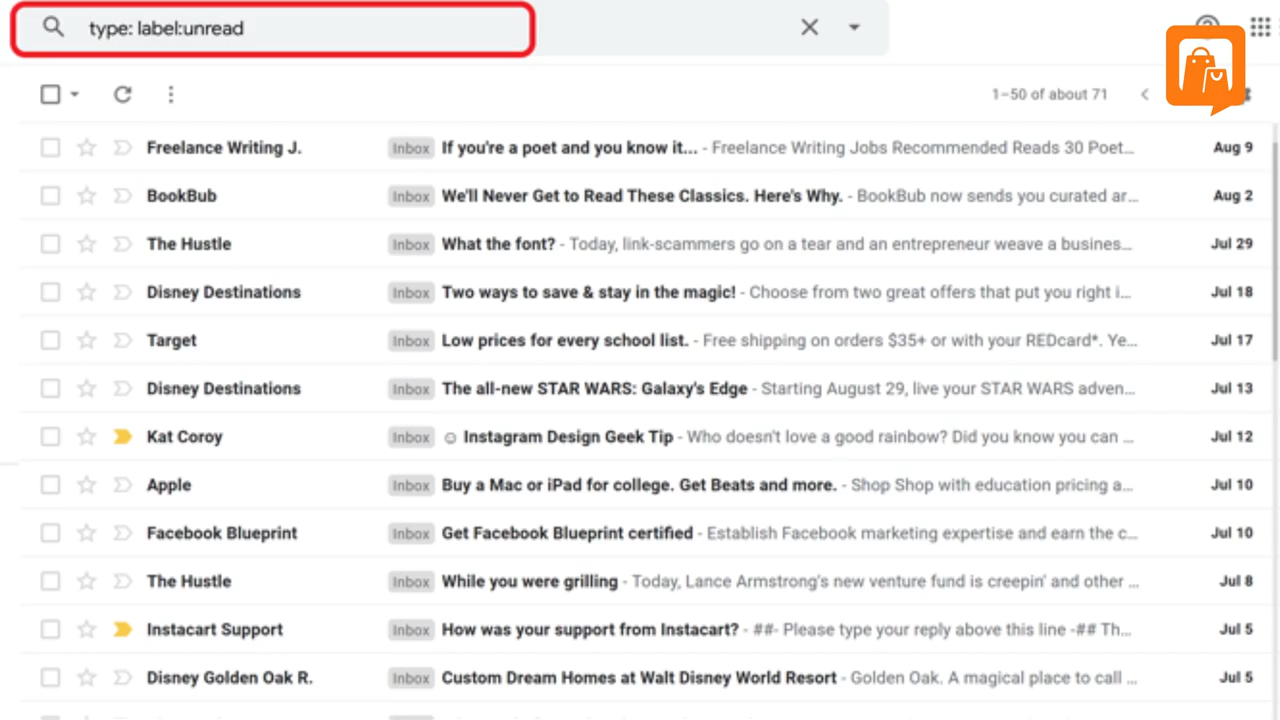 type: label:unread
1–50 of about 71
Freelance Writing J. Inbox If you're a poet and you know it... - Freelance Writing Jobs Recommended Reads 30 Poet... Aug 9
BookBub Inbox We'll Never Get to Read These Classics. Here's Why. - BookBub now sends you curated ar... Aug 2
The Hustle Inbox What the font? - Today, link-scammers go on a tear and an entrepreneur weave a busines... Jul 29
Disney Destinations Inbox Two ways to save & stay in the magic! - Choose from two great offers that put you right i... Jul 18
Target Inbox Low prices for every school list. - Free shipping on orders $35+ or with your REDcard*. Ye... Jul 17
Disney Destinations Inbox The all-new STAR WARS: Galaxy's Edge - Starting August 29, live your STAR WARS adven... Jul 13
Kat Coroy Inbox ☺ Instagram Design Geek Tip - Who doesn't love a good rainbow? Did you know you can ... Jul 12
Apple Inbox Buy a Mac or iPad for college. Get Beats and more. - Shop Shop with education pricing a... Jul 10
Facebook Blueprint Inbox Get Facebook Blueprint certified - Establish Facebook marketing expertise and earn the c... Jul 10
The Hustle Inbox While you were grilling - Today, Lance Armstrong's new venture fund is creepin' and other ... Jul 8
Instacart Support Inbox How was your support from Instacart? - ##- Please type your reply above this line -## Th... Jul 5
Disney Golden Oak R. Inbox Custom Dream Homes at Walt Disney World Resort - Golden Oak. A magical place to call ... Jul 5